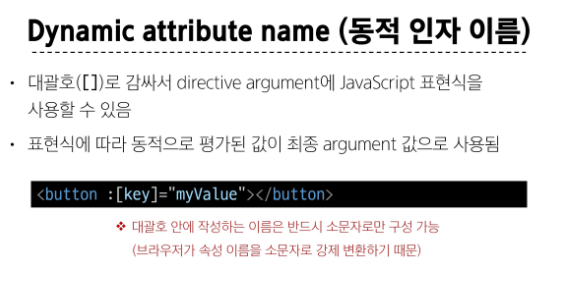 Dynamic attribute name (동적 인자 이름)
• 대괄호([])로 감싸서 directive argument에 JavaScript 표현식을
사용할 수 있음
• 표현식에 따라 동적으로 평가된 값이 최종 argument 값으로 사용됨
<button :[key]="myValue"></button>
❖ 대괄호 안에 작성하는 이름은 반드시 소문자로만 구성 가능
(브라우저가 속성 이름을 소문자로 강제 변환하기 때문)